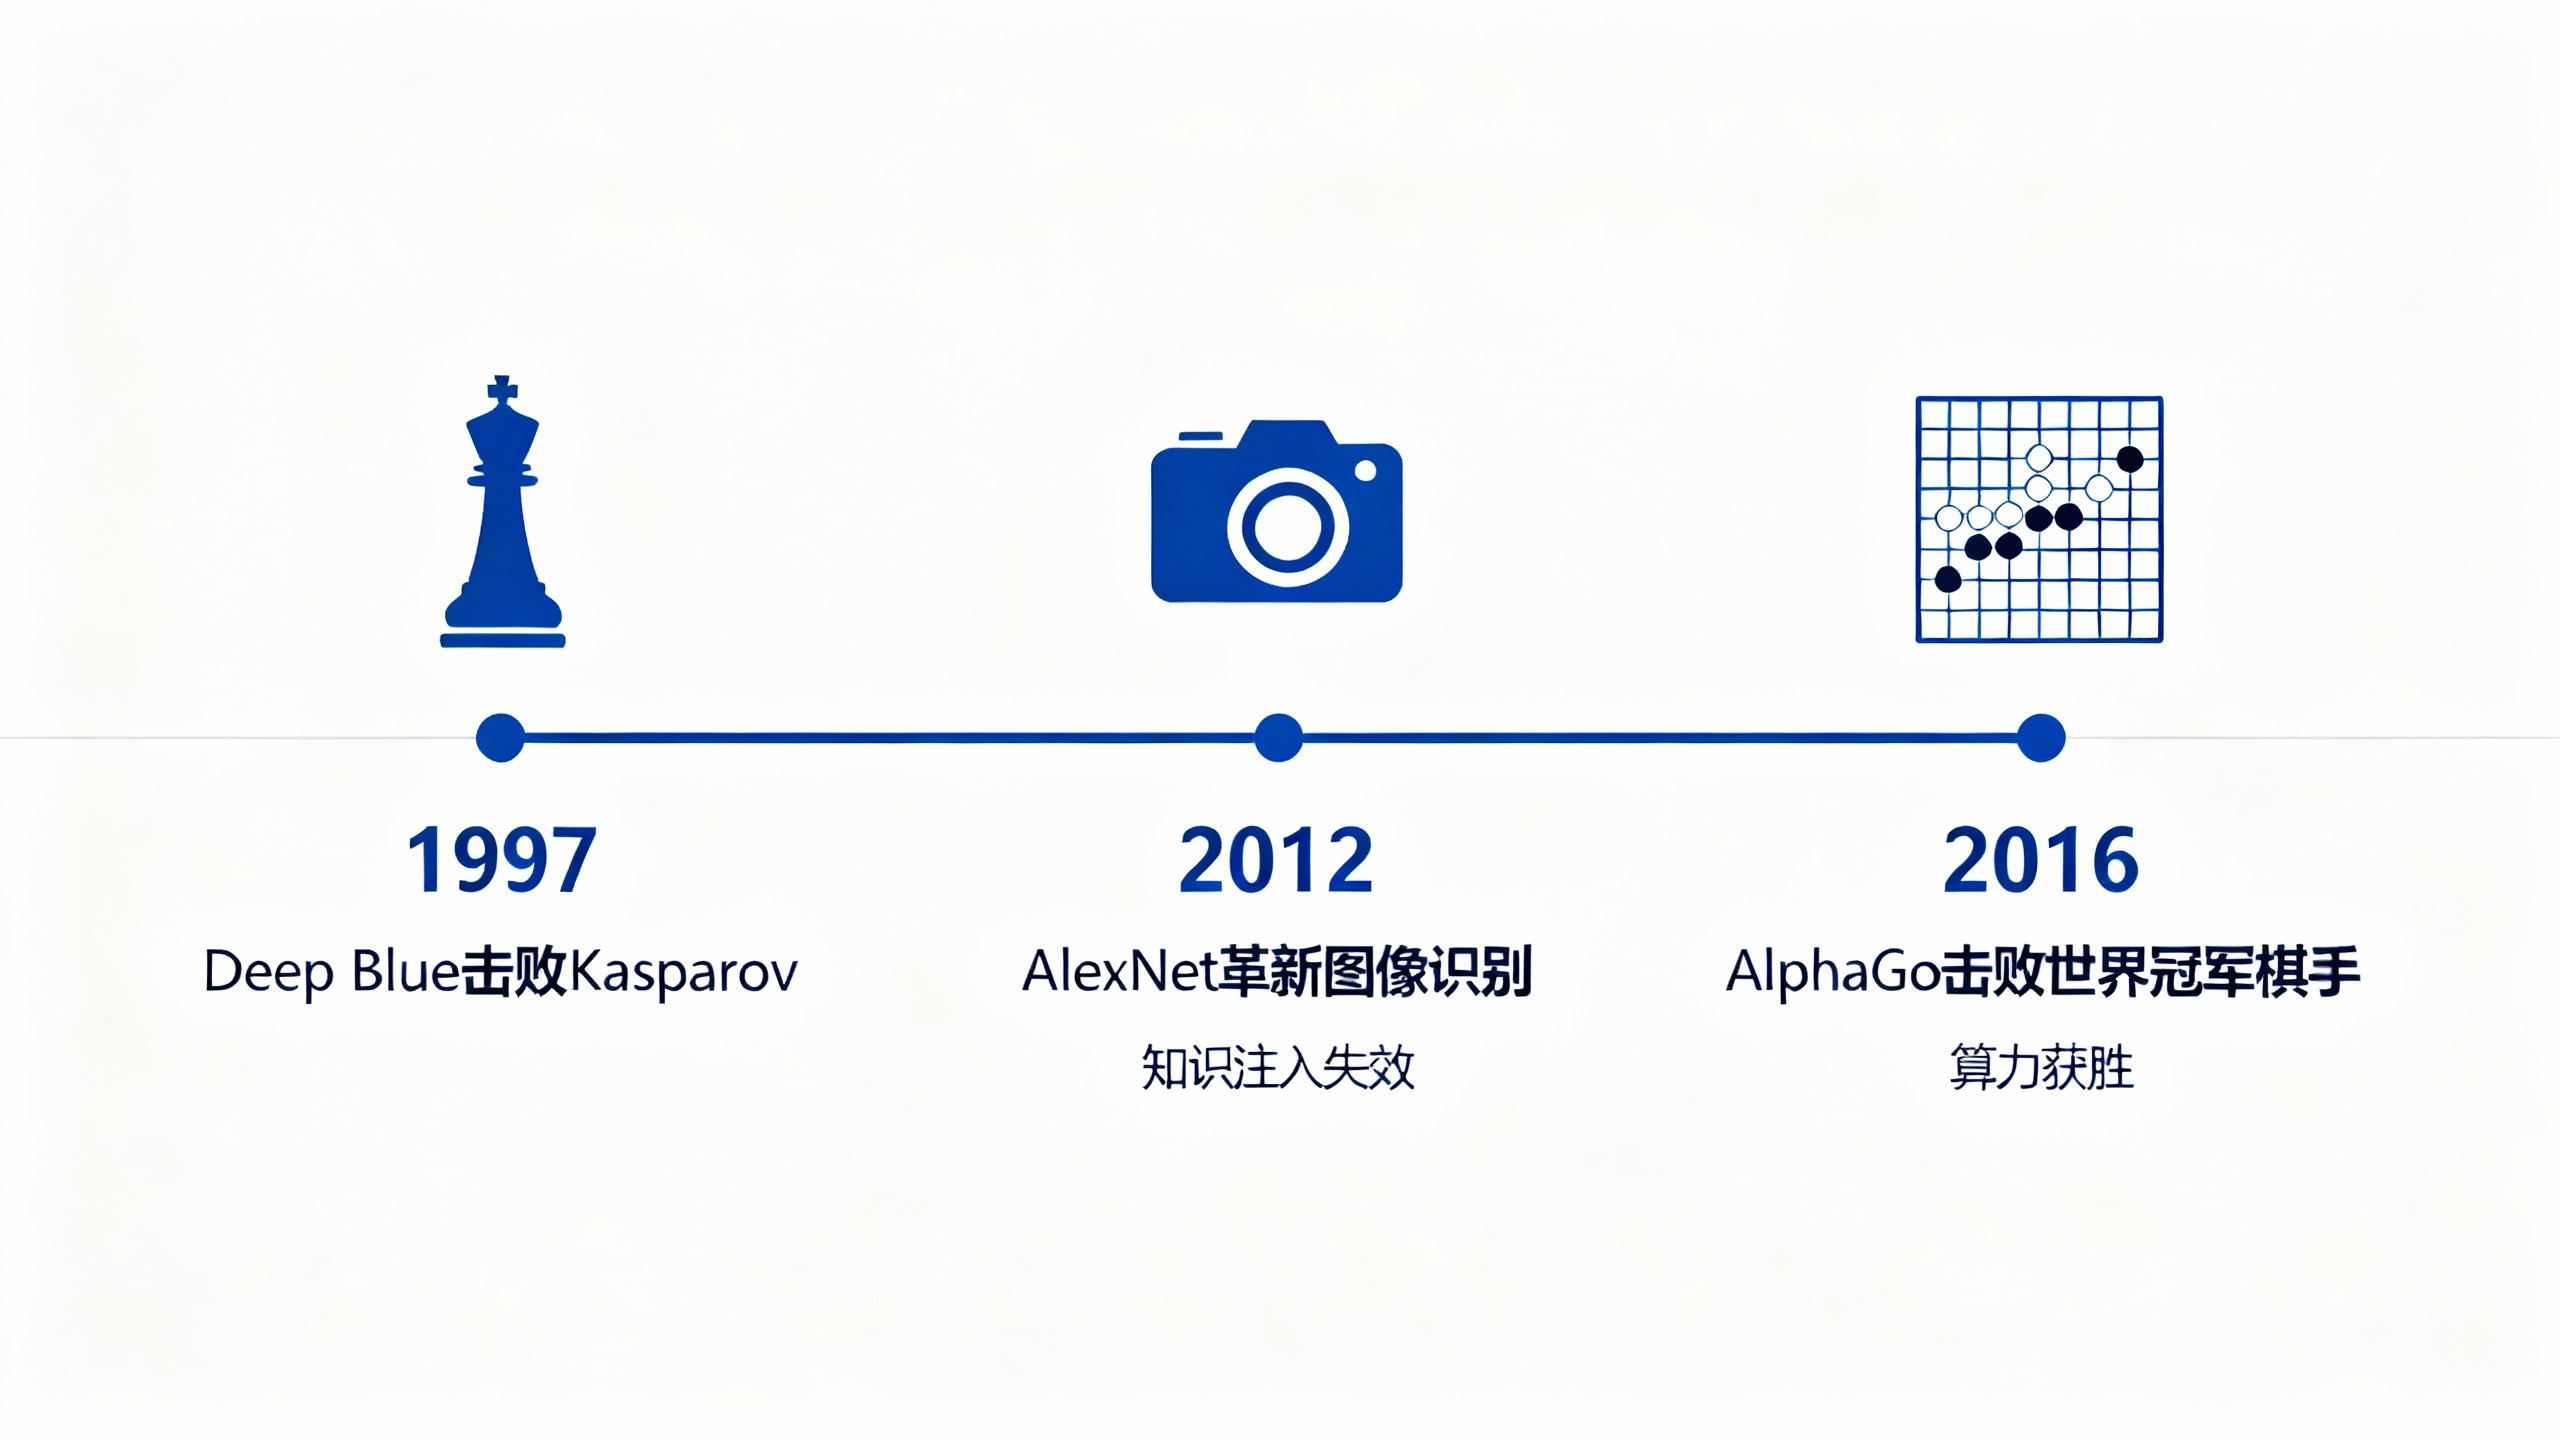 1997
Deep Blue击败Kasparov
2012
AlexNet革新图像识别
知识注入失效
2016
AlphaGo击败世界冠军棋手
算力获胜